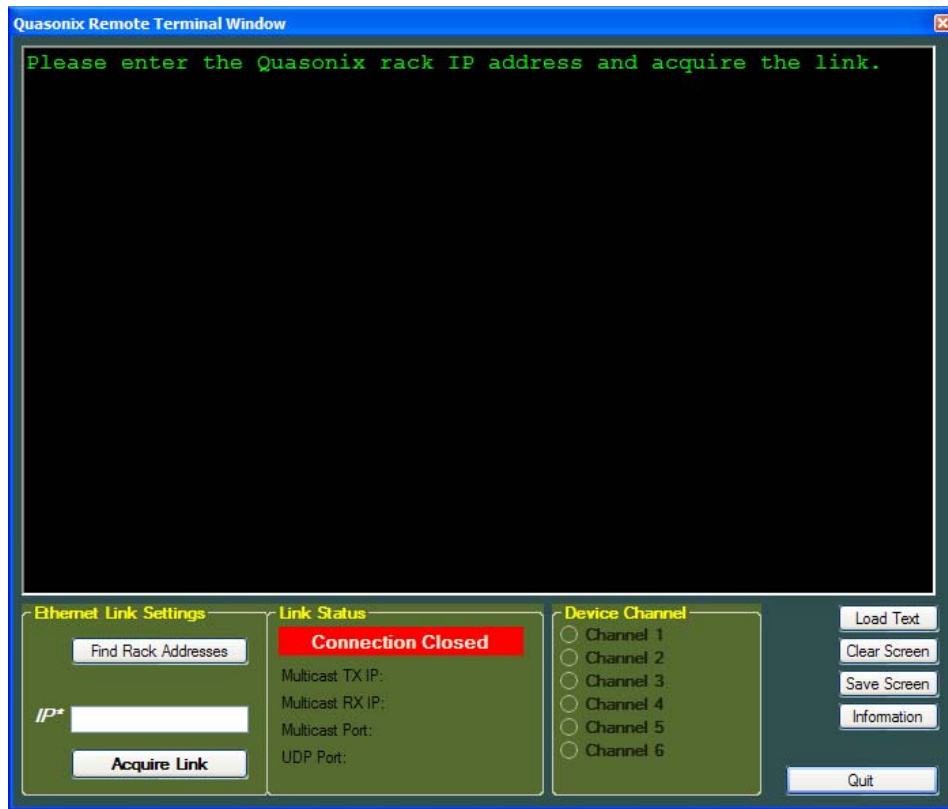 Quasonix Remote Terminal Window
Please enter the Quasonix rack IP address and acquire the link.
Ethernet Link Settings
Find Rack Addresses
IP*
Acquire Link
Link Status
Connection Closed
Multicast TX IP:
Multicast RX IP:
Multicast Port:
UDP Port:
Device Channel
Channel 1
Channel 2
Channel 3
Channel 4
Channel 5
Channel 6
Load Text
Clear Screen
Save Screen
Information
Quit